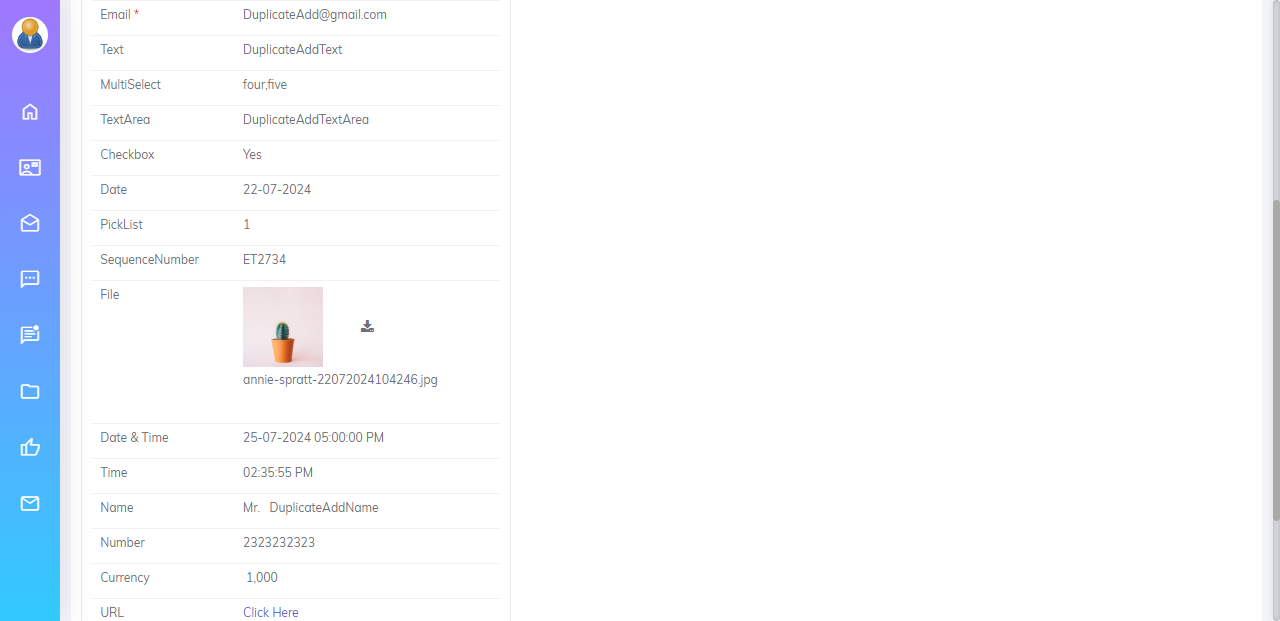 Email * DuplicateAdd@gmail.com
Text DuplicateAddText
MultiSelect four,five
TextArea DuplicateAddTextArea
Checkbox Yes
Date 22-07-2024
PickList 1
SequenceNumber ET2734
File
annie-spratt-22072024104246.jpg
Date & Time 25-07-2024 05:00:00 PM
Time 02:35:55 PM
Name Mr. DuplicateAddName
Number 2323232323
Currency 1,000
URL Click Here